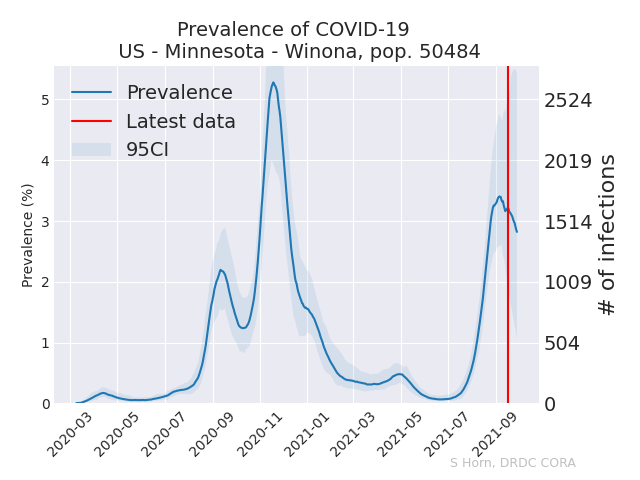 Prevalence of COVID-19
US - Minnesota - Winona, pop. 50484
Prevalence
Latest data
95CI
Prevalence (%)
5
4
3
2
1
0
2524
2019
1514
1009
504
0
# of infections
2020-03
2020-05
2020-07
2020-09
2020-11
2021-01
2021-03
2021-05
2021-07
2021-09
S Horn, DRDC CORA